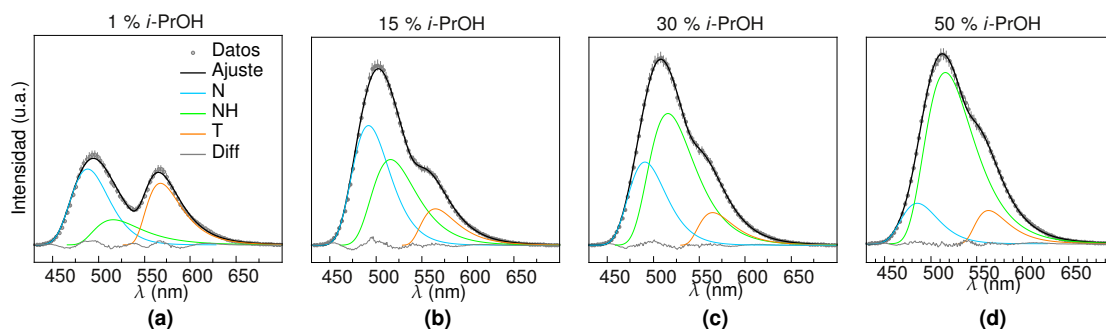 1 % i-PrOH
15 % i-PrOH
30 % i-PrOH
50 % i-PrOH
Intensidad (u.a.)
Datos
Ajuste
N
NH
T
Diff
450 500 550 600 650
450 500 550 600 650
450 500 550 600 650
450 500 550 600 650
λ (nm)
λ (nm)
λ (nm)
λ (nm)
(a)
(b)
(c)
(d)